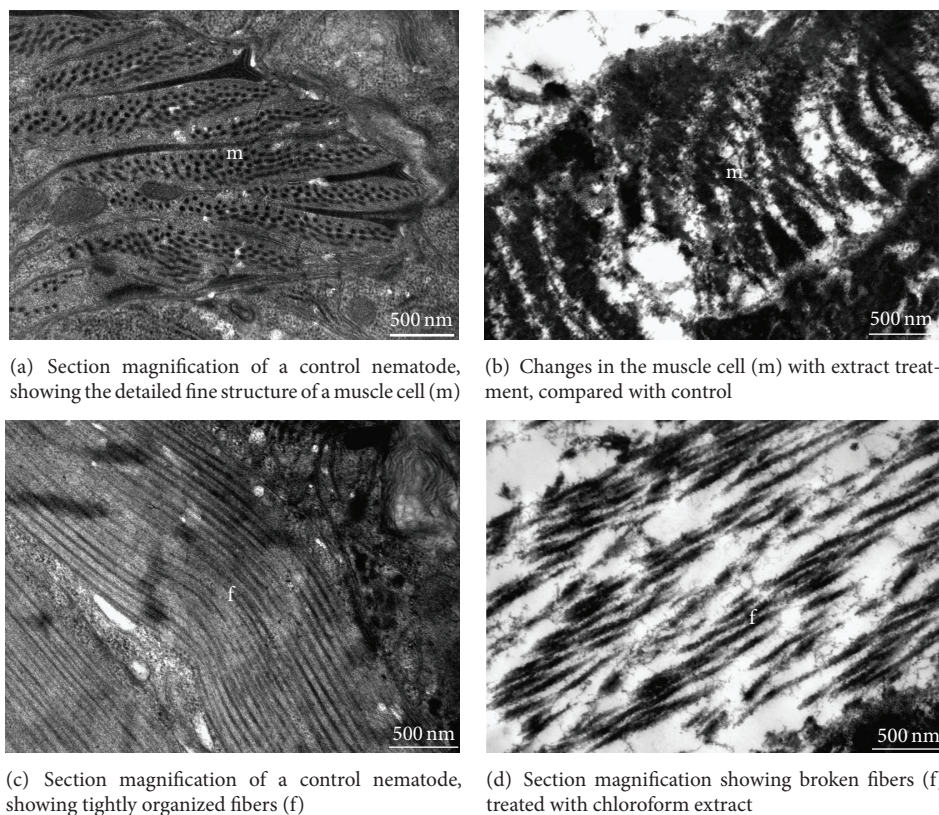 m
500 nm
m
500 nm
(a) Section magnification of a control nematode,
showing the detailed fine structure of a muscle cell (m)
(b) Changes in the muscle cell (m) with extract treat-
ment, compared with control
f
500 nm
f
500 nm
(c) Section magnification of a control nematode,
showing tightly organized fibers (f)
(d) Section magnification showing broken fibers (f
treated with chloroform extract